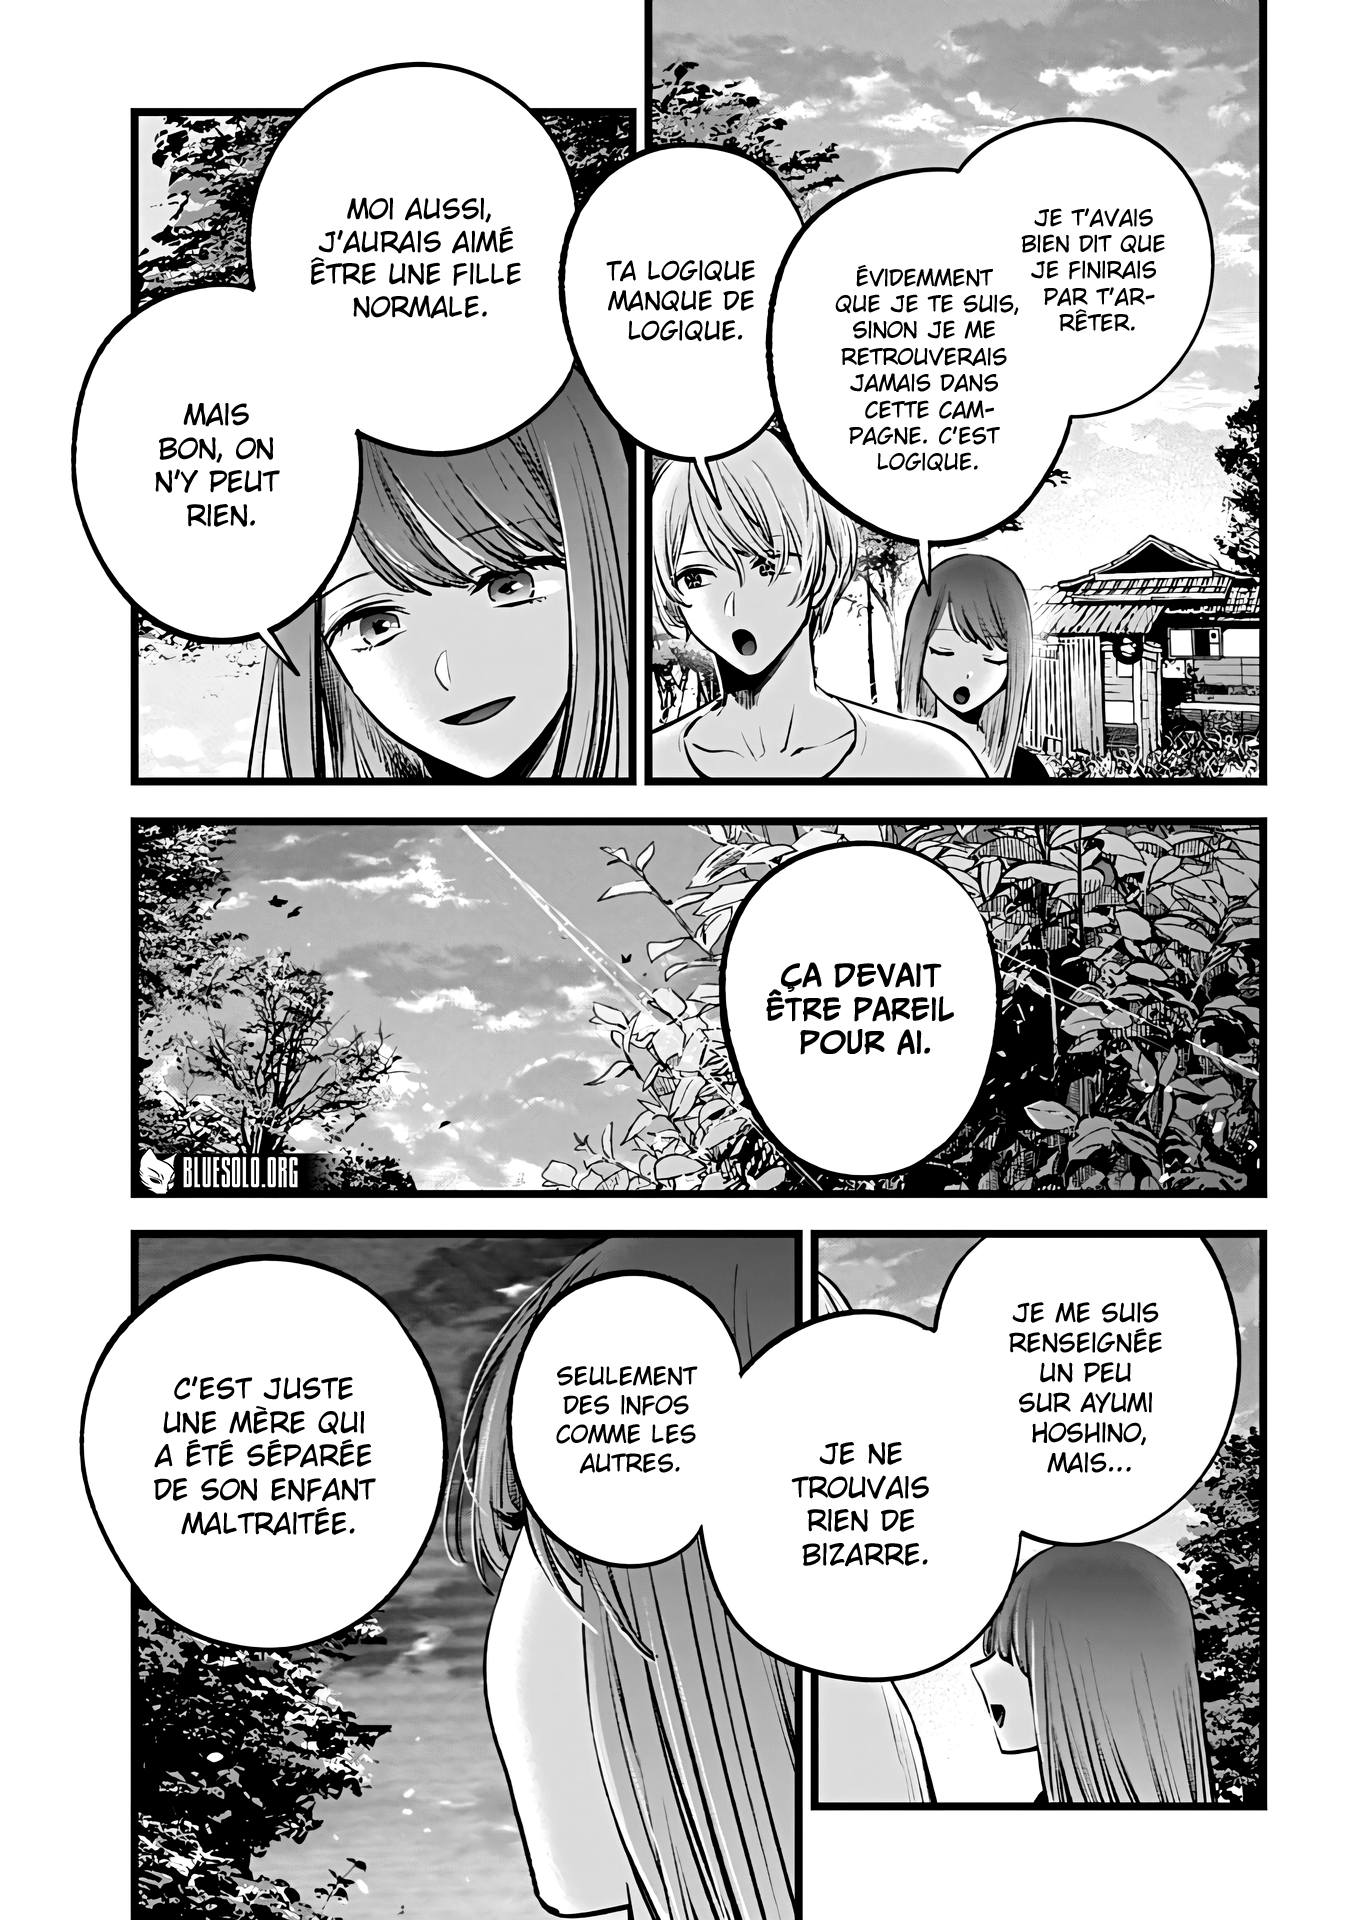 JE T'AVAIS
BIEN DIT QUE
JE FINIRAIS
PAR T'AR-
RÊTER.
ÉVIDEMMENT
QUE JE TE SUIS,
SINON JE ME
RETROUVERAIS
JAMAIS DANS
CETTE CAM-
PAGNE. C'EST
LOGIQUE.
TA LOGIQUE
MANQUE DE
LOGIQUE.
MOI AUSSI,
J'AURAIS AIMÉ
ÊTRE UNE FILLE
NORMALE.
MAIS
BON, ON
N'Y PEUT
RIEN.
ÇA DEVAIT
ÊTRE PAREIL
POUR AI.
BLUESOLO.ORG
JE ME SUIS
RENSEIGNÉE
UN PEU
SUR AYUMI
HOSHINO,
MAIS...
JE NE
TROUVAIS
RIEN DE
BIZARRE.
SEULEMENT
DES INFOS
COMME LES
AUTRES.
C'EST JUSTE
UNE MÈRE QUI
A ÉTÉ SÉPARÉE
DE SON ENFANT
MALTRAITÉE.